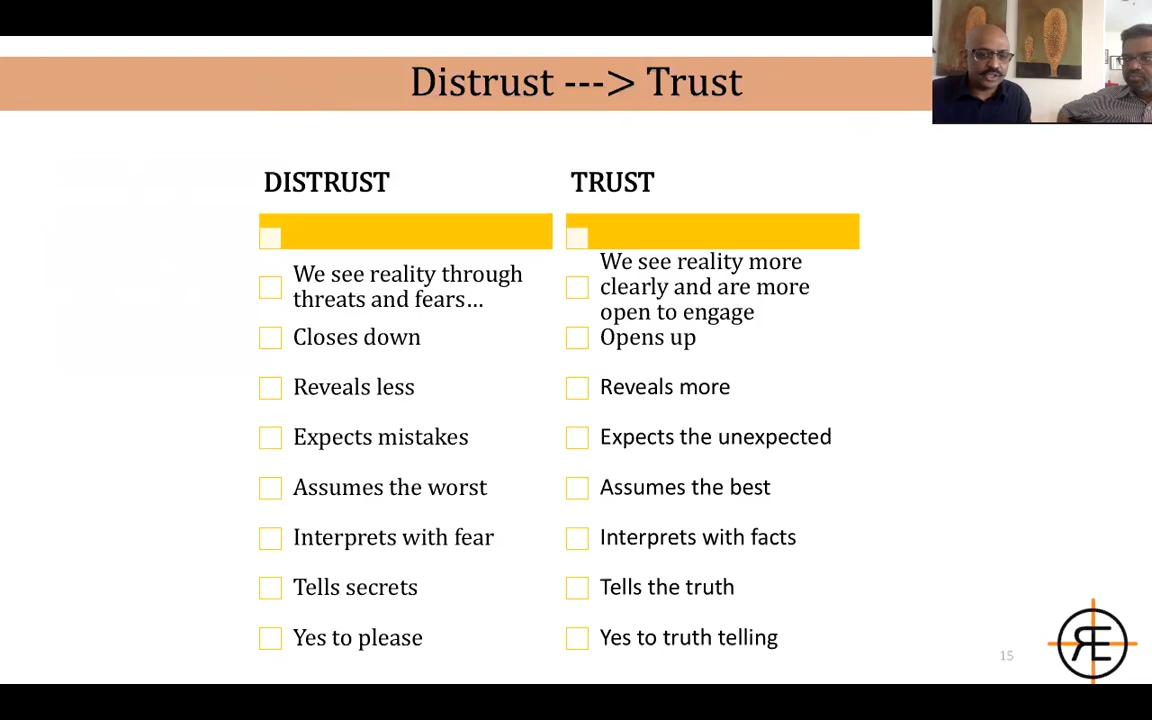 Distrust ---> Trust
DISTRUST
We see reality through
threats and fears...
Closes down
Reveals less
Expects mistakes
Assumes the worst
Interprets with fear
Tells secrets
Yes to please
TRUST
We see reality more
clearly and are more
open to engage
Opens up
Reveals more
Expects the unexpected
Assumes the best
Interprets with facts
Tells the truth
Yes to truth telling
15